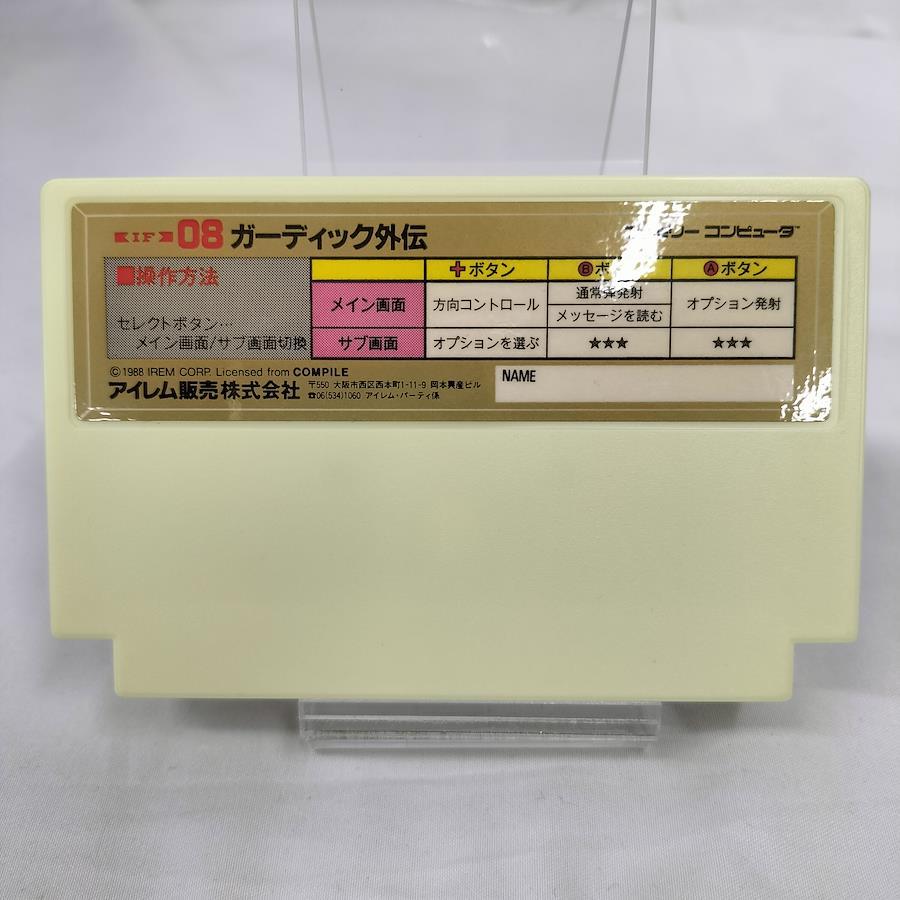 IF 08 ガーディック外伝
コンピュータ™
■操作方法
セレクトボタン…
メイン画面/サブ画面切換
+ボタン Ⓑボタン Ⓐボタン
メイン画面 方向コントロール 通常弾発射 オプション発射
メッセージを読む
サブ画面 オプションを選ぶ ★★★ ★★★
©1988 IREM CORP. Licensed from COMPILE
アイレム販売株式会社 〒550 大阪市西区西本町1-11-9 岡本興産ビル
☎06(534)1060 アイレム・パーティ係
NAME